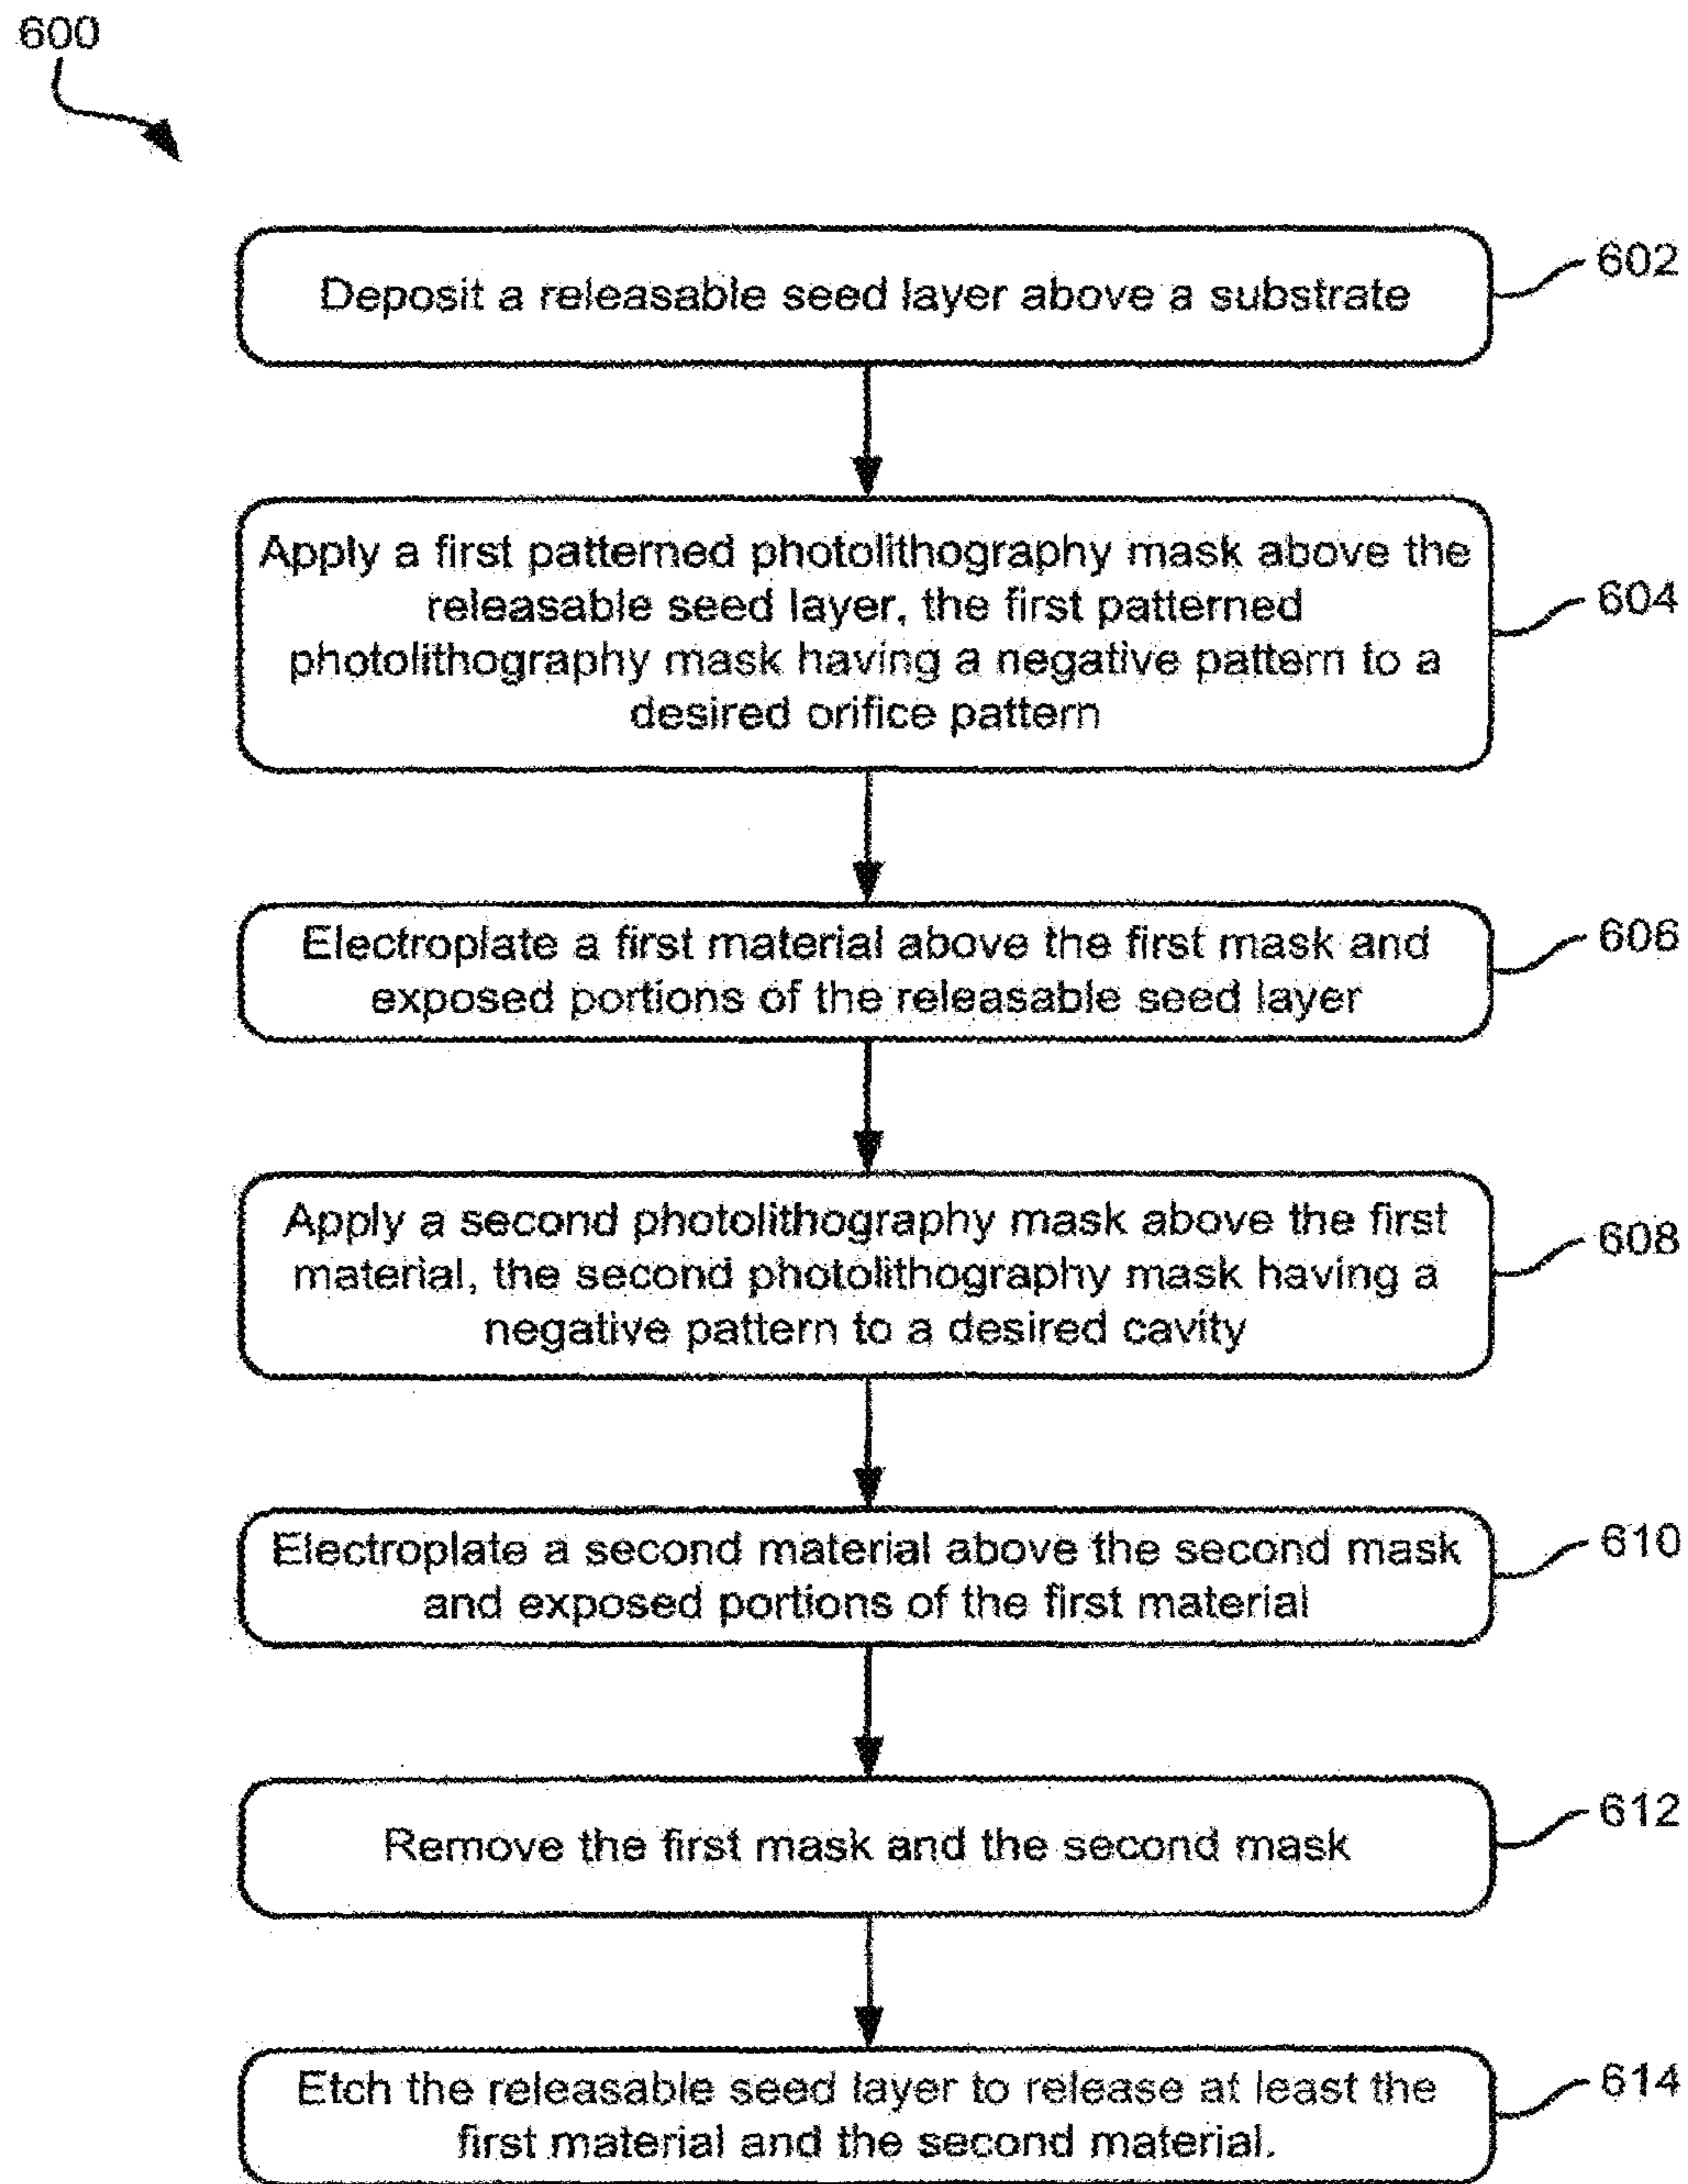 600
Deposit a releasable seed layer above a substrate
602
Apply a first patterned photolithography mask above the
releasable seed layer, the first patterned
photolithography mask having a negative pattern to a
desired orifice pattern
604
Electroplate a first material above the first mask and
exposed portions of the releasable seed layer
606
Apply a second photolithography mask above the first
material, the second photolithography mask having a
negative pattern to a desired cavity
608
Electroplate a second material above the second mask
and exposed portions of the first material
610
Remove the first mask and the second mask
612
Etch the releasable seed layer to release at least the
first material and the second material.
614